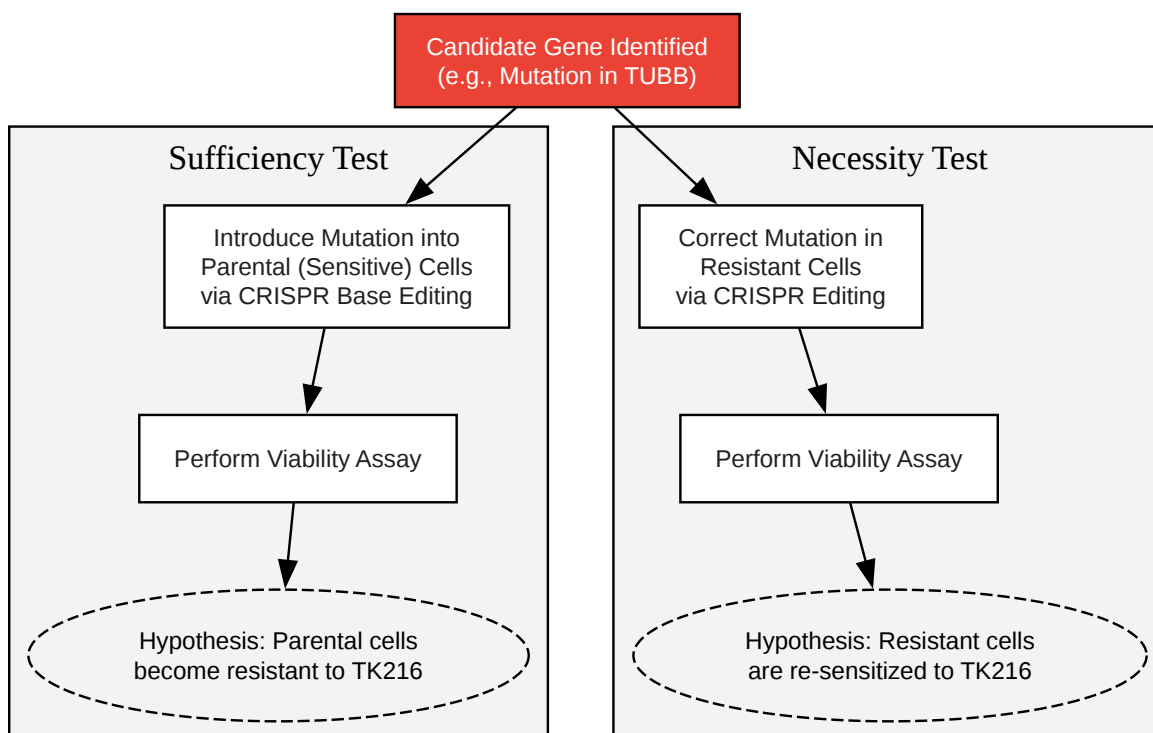 Candidate Gene Identified
(e.g., Mutation in TUBB)
Sufficiency Test
Introduce Mutation into
Parental (Sensitive) Cells
via CRISPR Base Editing
Perform Viability Assay
Hypothesis: Parental cells
become resistant to TK216
Necessity Test
Correct Mutation in
Resistant Cells
via CRISPR Editing
Perform Viability Assay
Hypothesis: Resistant cells
are re-sensitized to TK216